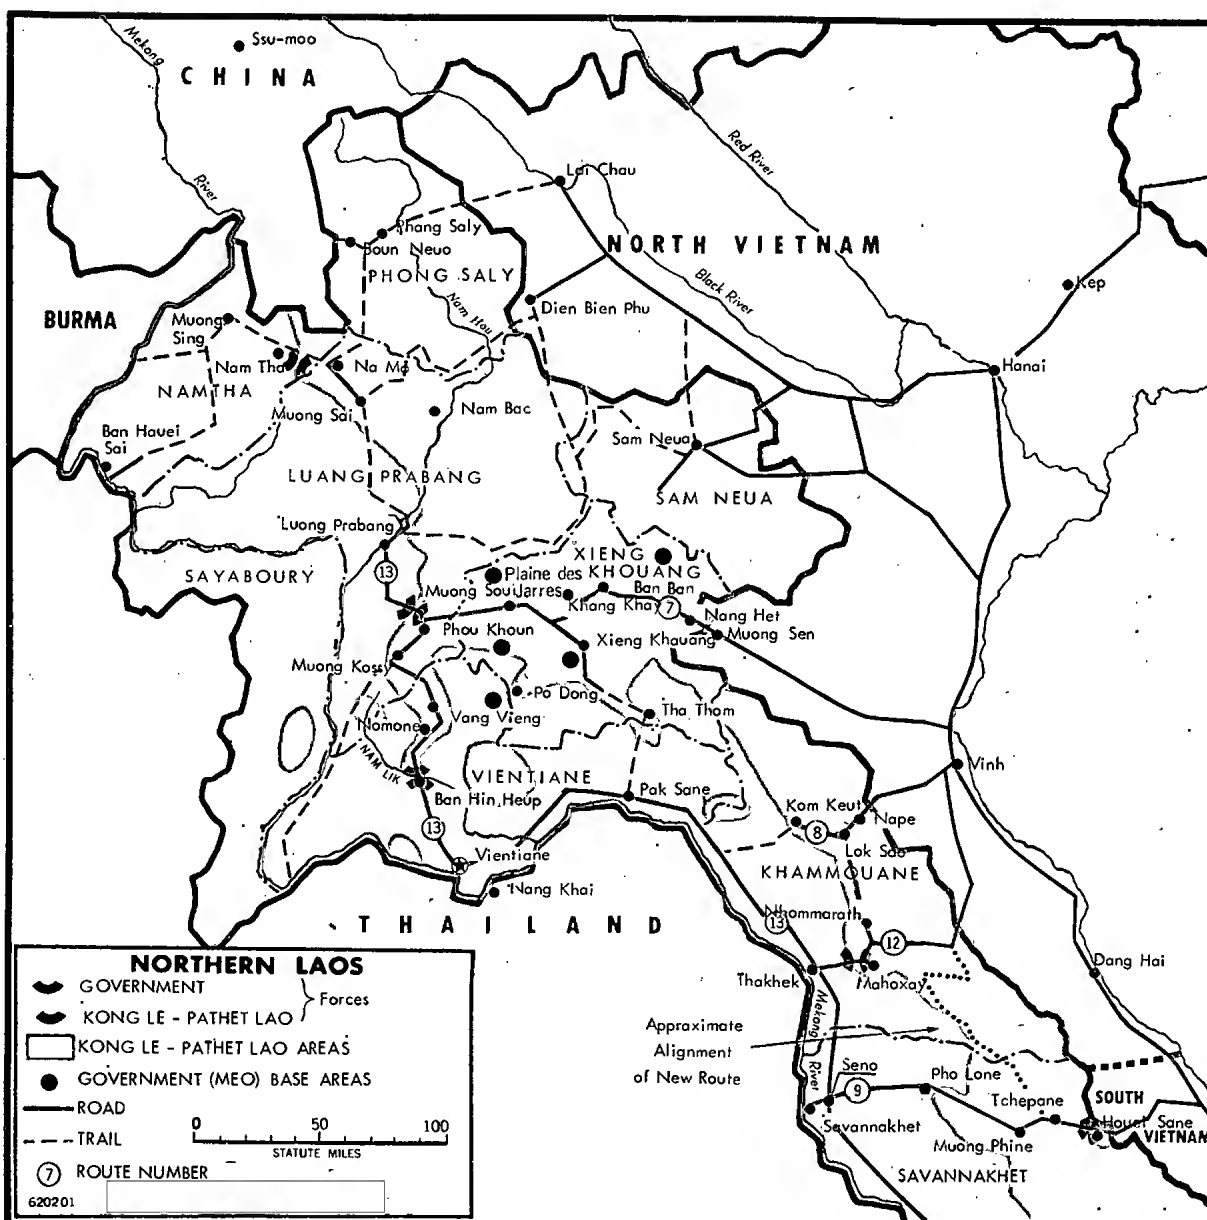 Ssu-moo
Mekong
River
CHINA
Red River
Lai Chau
Phang Saly
Boun Neuo
PHONG SALY
NORTH VIETNAM
Black River
Nam Hou
Dien Bien Phu
Kep
BURMA
Muong
Sing
Nam Tha
Na Mo
NAMTHA
Hanai
Muong Sai
Nam Bac
Ban Hauei
Sai
Sam Neua
LUANG PRABANG
SAM NEUA
Luong Prabang
13
XIENG
KHOUANG
SAYABOURY
Plaine des
Jarres
Muong Soui
Khang Khay
Ban Ban
7
Nang Het
Muong Sen
Phou Khoun
Xieng Khauang
Muong Kossy
Po Dong
Tha Thom
Vang Vieng
Nomone
NAM LIK
VIENTIANE
Ban Hin Heup
Pak Sane
Vinh
13
Kom Keut
Nape
8
Lok Sao
Vientiane
KHAMMOUANE
Nang Khai
THAILAND
Nhommarath
13
12
Thakhek
Mahoxay
Dang Hai
Mekong
River
Appraximate
Alignment
of New Route
Seno
9
Pho Lone
Tchepane
SOUTH
VIETNAM
Houei Sane
Savannakhet
Muong Phine
SAVANNAKHET
NORTHERN LAOS
GOVERNMENT
KONG LE - PATHET LAO
Forces
KONG LE - PATHET LAO AREAS
GOVERNMENT (MEO) BASE AREAS
ROAD
TRAIL
0 50 100
STATUTE MILES
7 ROUTE NUMBER
620201